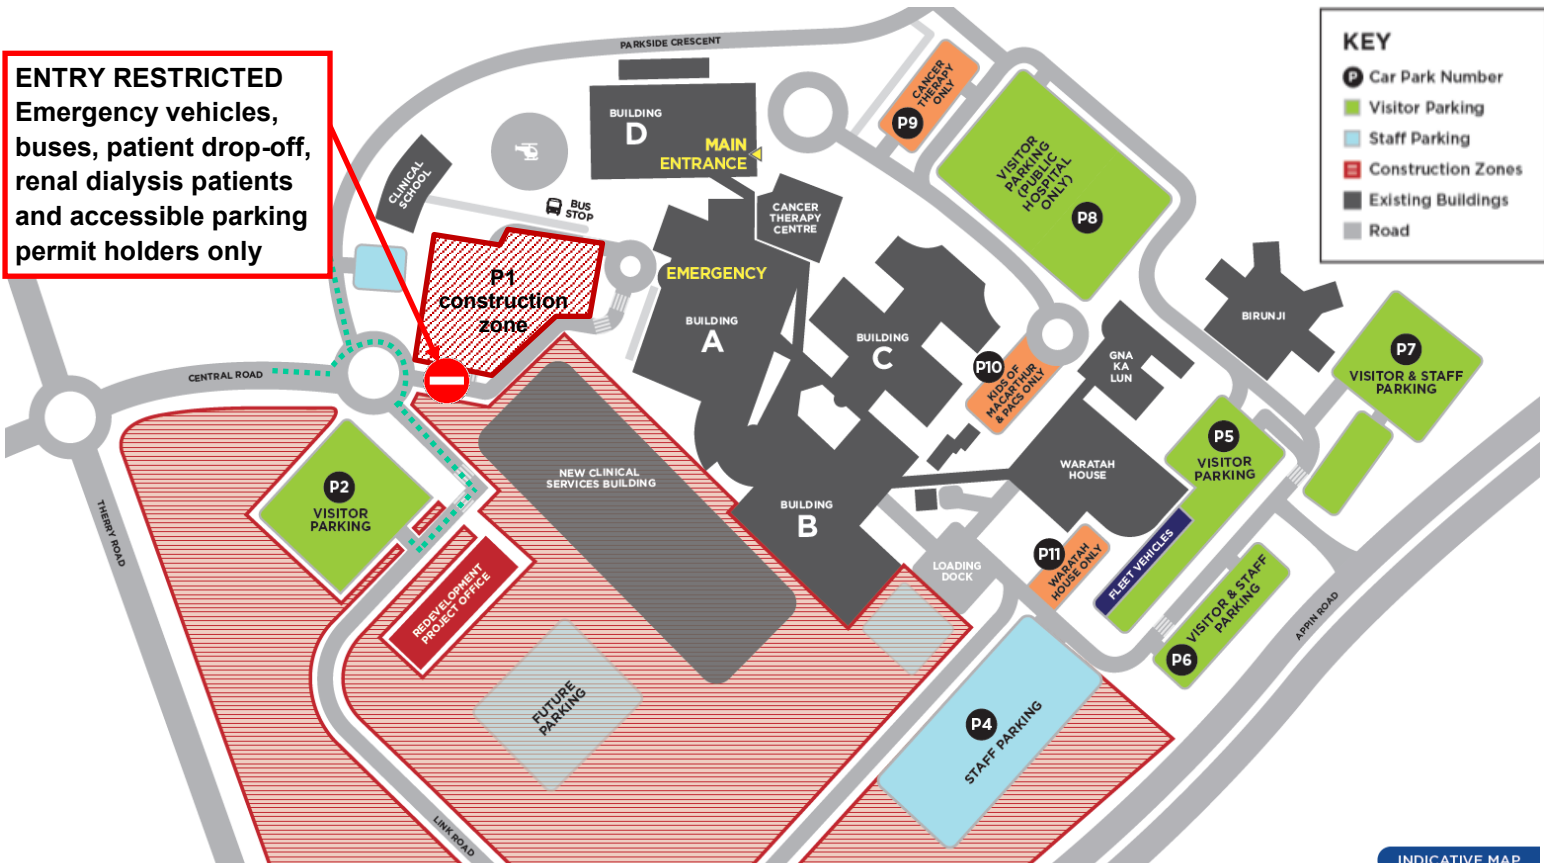 ENTRY RESTRICTED
Emergency vehicles,
buses, patient drop-off,
renal dialysis patients
and accessible parking
permit holders only
PARKSIDE CRESCENT
BUILDING
D
MAIN
ENTRANCE
CLINICAL
SCHOOL
BUS
STOP
CANCER
THERAPY
CENTRE
CANCER
THERAPY
ONLY
P9
VISITOR
PARKING
(PUBLIC
HOSPITAL
ONLY)
P8
KEY
P Car Park Number
Visitor Parking
Staff Parking
Construction Zones
Existing Buildings
Road
P1
construction
zone
EMERGENCY
BUILDING
A
BUILDING
C
P10
KIDS OF
MACARTHUR
& PACS ONLY
GNA
KA
LUN
BIRUNJI
P7
VISITOR & STAFF
PARKING
CENTRAL ROAD
THERRY ROAD
P2
VISITOR
PARKING
NEW CLINICAL
SERVICES BUILDING
BUILDING
B
WARATAH
HOUSE
P5
VISITOR
PARKING
FLEET VEHICLES
P11
WARATAH
HOUSE ONLY
LOADING
DOCK
REDEVELOPMENT
PROJECT OFFICE
VISITOR & STAFF
PARKING
P6
APPIN ROAD
FUTURE
PARKING
P4
STAFF PARKING
LINK ROAD
INDICATIVE MAP